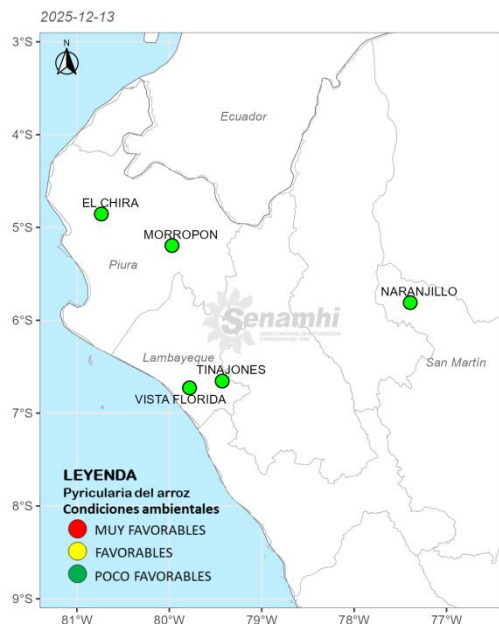 2025-12-13
3°S
N
Ecuador
4°S
EL CHIRA
5°S
MORROPON
Piura
NARANJILLO
6°S
Senamhi
Lambayeque
TINAJONES
San Martín
VISTA FLORIDA
7°S
LEYENDA
Pyricularia del arroz
Condiciones ambientales
MUY FAVORABLES
8°S
FAVORABLES
POCO FAVORABLES
9°S
81°W 80°W 79°W 78°W 77°W